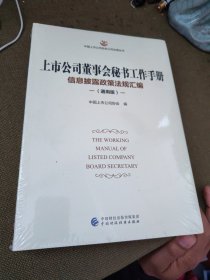 上市公司董事会秘书工作手册
信息披露政策法规汇编
（通用版）
中国上市公司协会 编
THE WORKING
MANUAL OF
LISTED COMPANY
BOARD SECRETARY